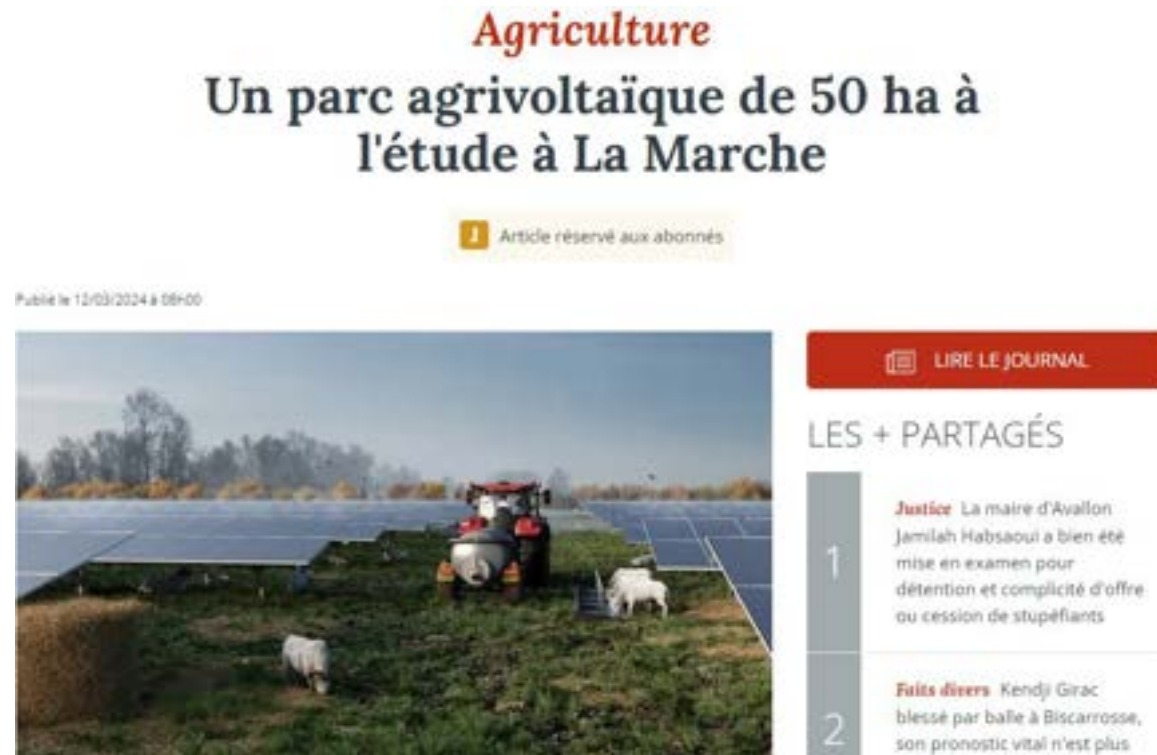 Agriculture
Un parc agrivoltaïque de 50 ha à
l'étude à La Marche
Article réservé aux abonnés
Publié le 12/03/2024 à 08h00
LIRE LE JOURNAL
LES + PARTAGÉS
1
Justice La maire d'Avallon
Jamilah Habsaoui a bien été
mise en examen pour
détention et complicité d'offre
ou cession de stupéfiants
2
Faits divers Kendji Girac
blessé par balle à Biscarrosse,
son pronostic vital n'est plus